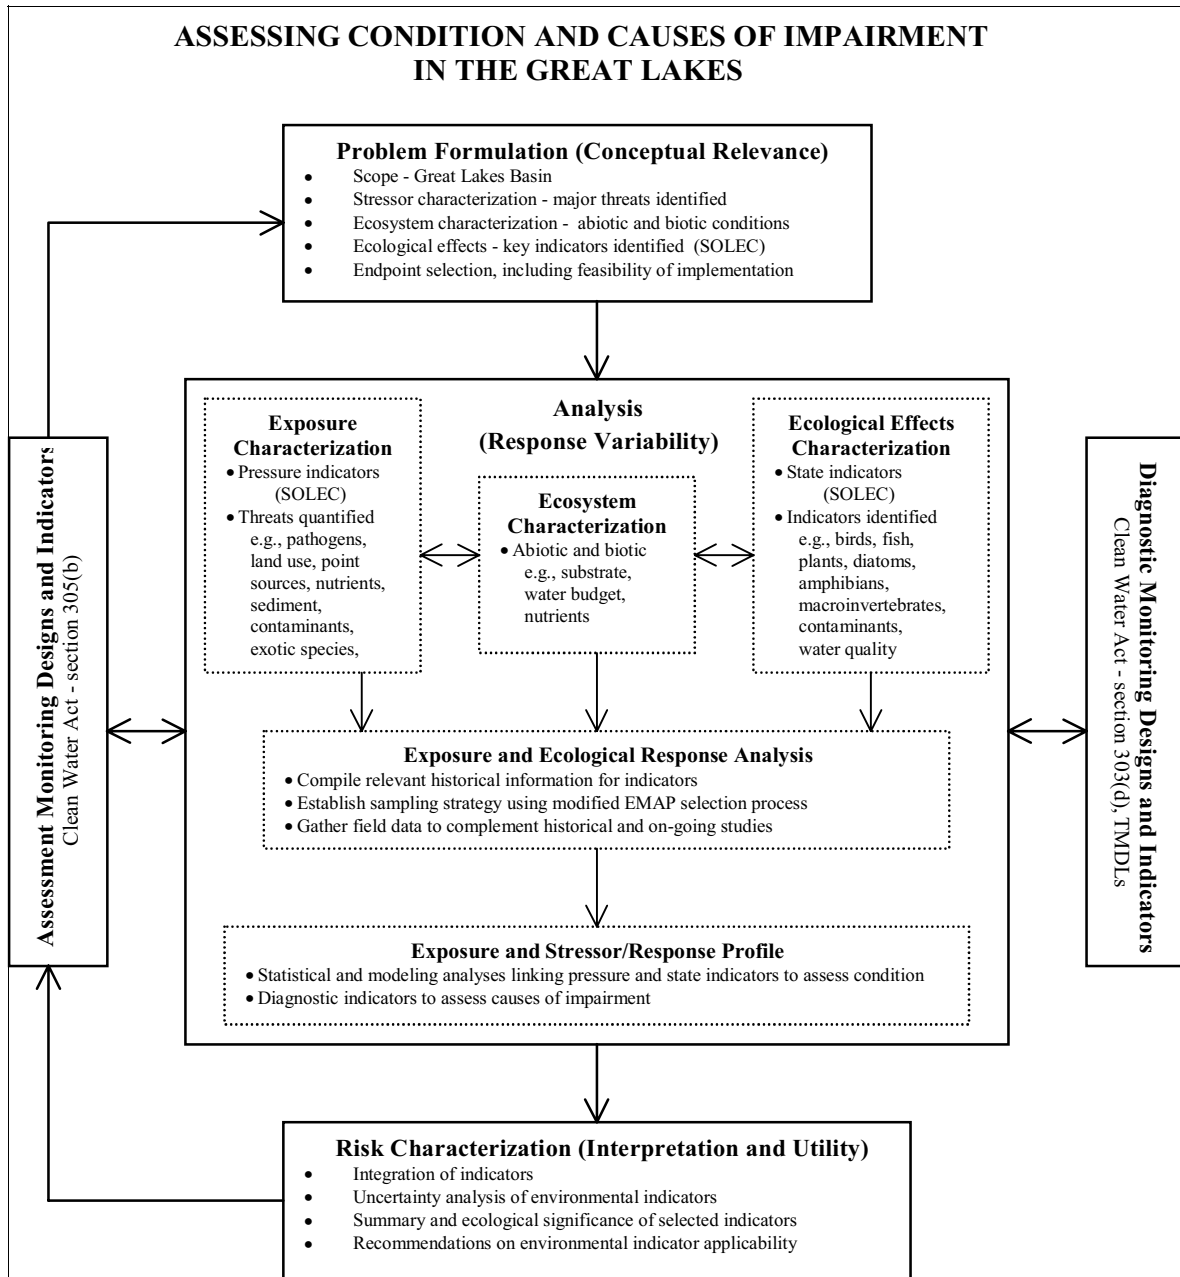 ASSESSING CONDITION AND CAUSES OF IMPAIRMENT
IN THE GREAT LAKES
Problem Formulation (Conceptual Relevance)
• Scope - Great Lakes Basin
• Stressor characterization - major threats identified
• Ecosystem characterization - abiotic and biotic conditions
• Ecological effects - key indicators identified (SOLEC)
• Endpoint selection, including feasibility of implementation
Assessment Monitoring Designs and Indicators
Clean Water Act - section 305(b)
Analysis
(Response Variability)
Exposure
Characterization
• Pressure indicators
(SOLEC)
• Threats quantified
e.g., pathogens,
land use, point
sources, nutrients,
sediment,
contaminants,
exotic species,
Ecosystem
Characterization
• Abiotic and biotic
e.g., substrate,
water budget,
nutrients
Ecological Effects
Characterization
• State indicators
(SOLEC)
• Indicators identified
e.g., birds, fish,
plants, diatoms,
amphibians,
macroinvertebrates,
contaminants,
water quality
Exposure and Ecological Response Analysis
• Compile relevant historical information for indicators
• Establish sampling strategy using modified EMAP selection process
• Gather field data to complement historical and on-going studies
Exposure and Stressor/Response Profile
• Statistical and modeling analyses linking pressure and state indicators to assess condition
• Diagnostic indicators to assess causes of impairment
Diagnostic Monitoring Designs and Indicators
Clean Water Act - section 303(d), TMDLs
Risk Characterization (Interpretation and Utility)
• Integration of indicators
• Uncertainty analysis of environmental indicators
• Summary and ecological significance of selected indicators
• Recommendations on environmental indicator applicability